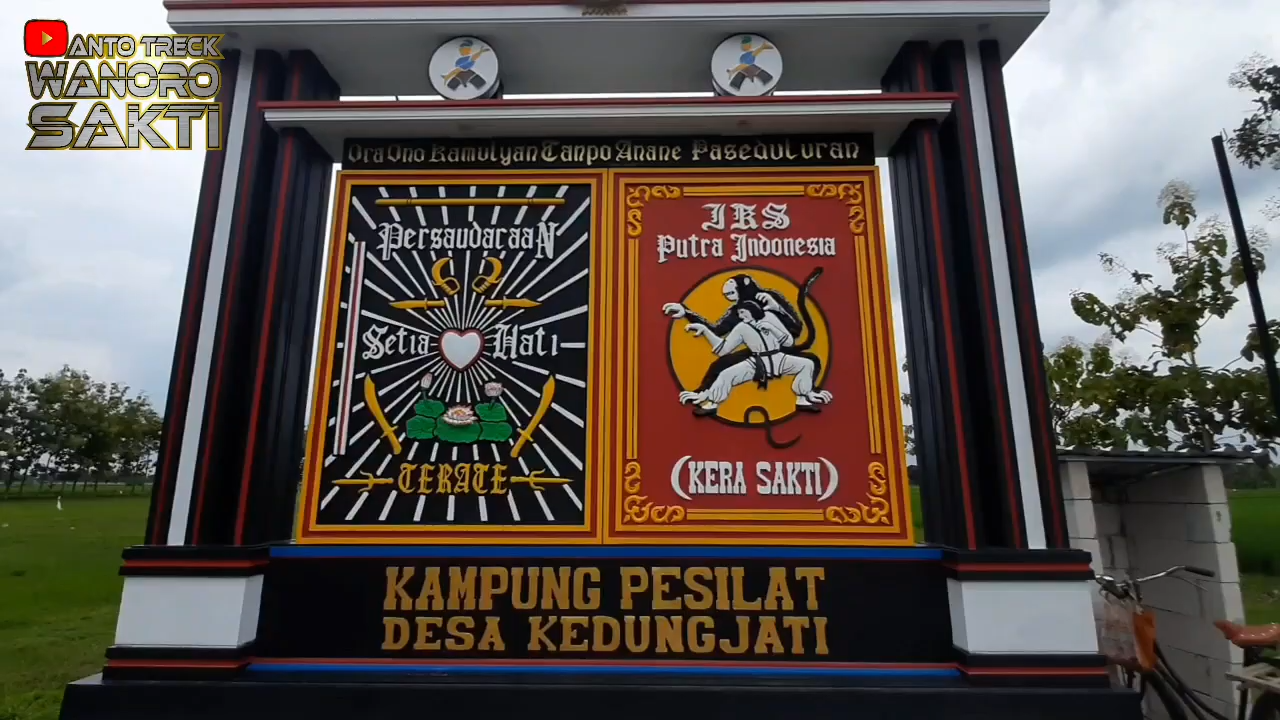 ANTO TRECK
WANORO
SAKTI
Ora Ono Kamulyan Tanpo Anane Paseduluran
Persaudaraan
Setia Hati
TERATE
IKS
Putra Indonesia
(KERA SAKTI)
KAMPUNG PESILAT
DESA KEDUNGJATI